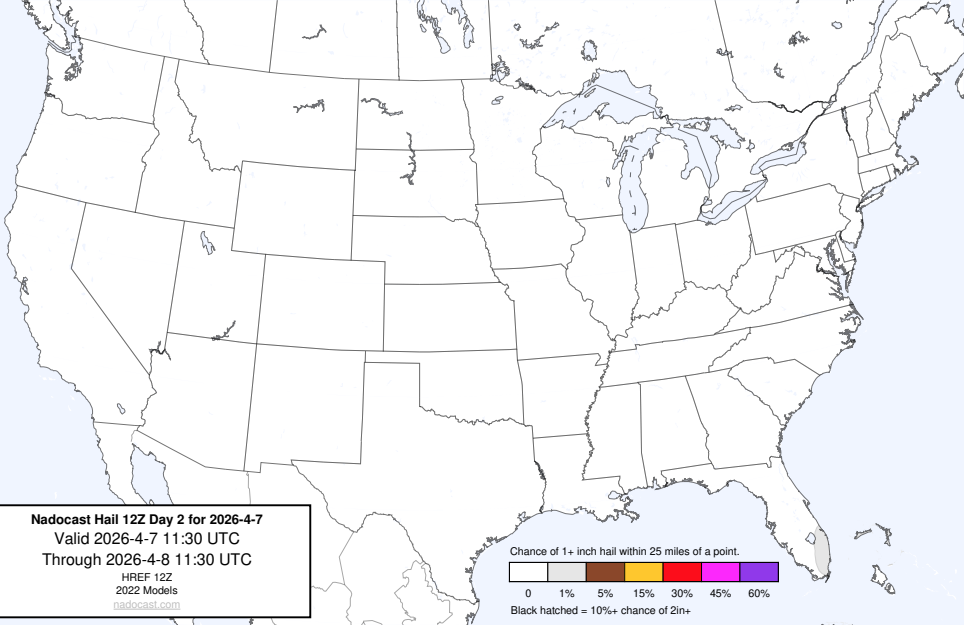 Nadocast Hail 12Z Day 2 for 2026-4-7
Valid 2026-4-7 11:30 UTC
Through 2026-4-8 11:30 UTC
HREF 12Z
2022 Models
nadocast.com
Chance of 1+ inch hail within 25 miles of a point.
0 1% 5% 15% 30% 45% 60%
Black hatched = 10%+ chance of 2in+